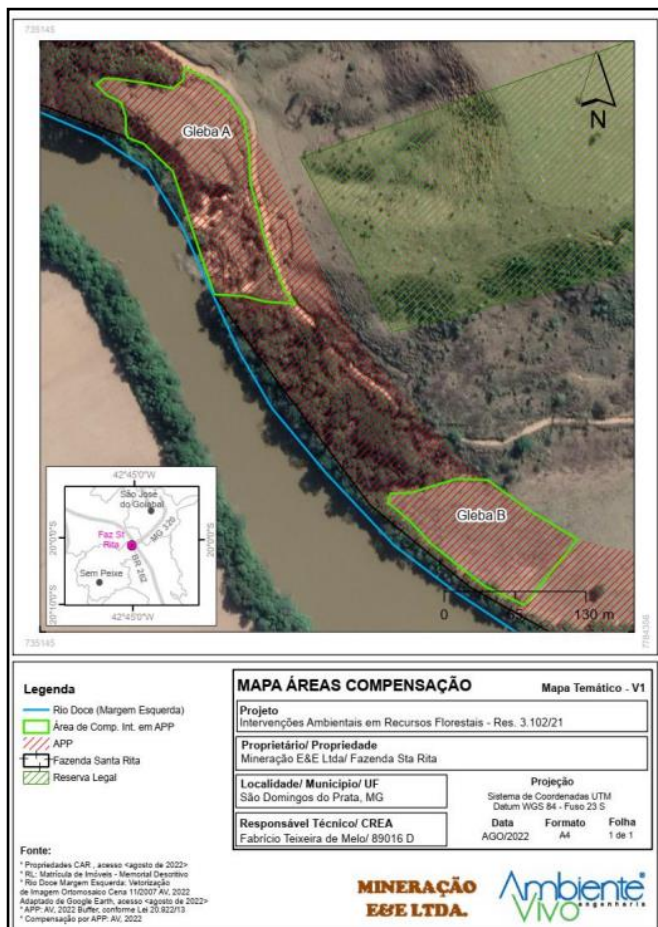 735145
Gleba A
N
Gleba B
42°45'0"W
São José
do Goiabal
Faz St
Rita
MG 320
BR 262
Sem Peixe
20°0'0"S
20°0'0"S
20°10'0"S
42°45'0"W
0 65 130 m
735145
7784356
Legenda
Rio Doce (Margem Esquerda)
Área de Comp. Int. em APP
APP
Fazenda Santa Rita
Reserva Legal
MAPA ÁREAS COMPENSAÇÃO Mapa Temático - V1
Projeto
Intervenções Ambientais em Recursos Florestais - Res. 3.102/21
Proprietário/ Propriedade
Mineração E&E Ltda/ Fazenda Sta Rita
Localidade/ Município/ UF
São Domingos do Prata, MG
Projeção
Sistema de Coordenadas UTM
Datum WGS 84 - Fuso 23 S
Responsável Técnico/ CREA
Fabrício Teixeira de Melo/ 89016 D
Data Formato Folha
AGO/2022 A4 1 de 1
Fonte:
* Propriedades CAR , acesso <agosto de 2022>
* RL: Matrícula de Imóveis - Memorial Descritivo
* Rio Doce Margem Esquerda: Vetorização
de Imagem Ortomosaico Cena 11/2007 AV, 2022
Adaptado de Google Earth, acesso <agosto de 2022>
* APP: AV, 2022 Buffer, conforme Lei 20.922/13
* Compensação por APP: AV, 2022
MINERAÇÃO
E&E LTDA.
Ambiente
Vivo engenharia